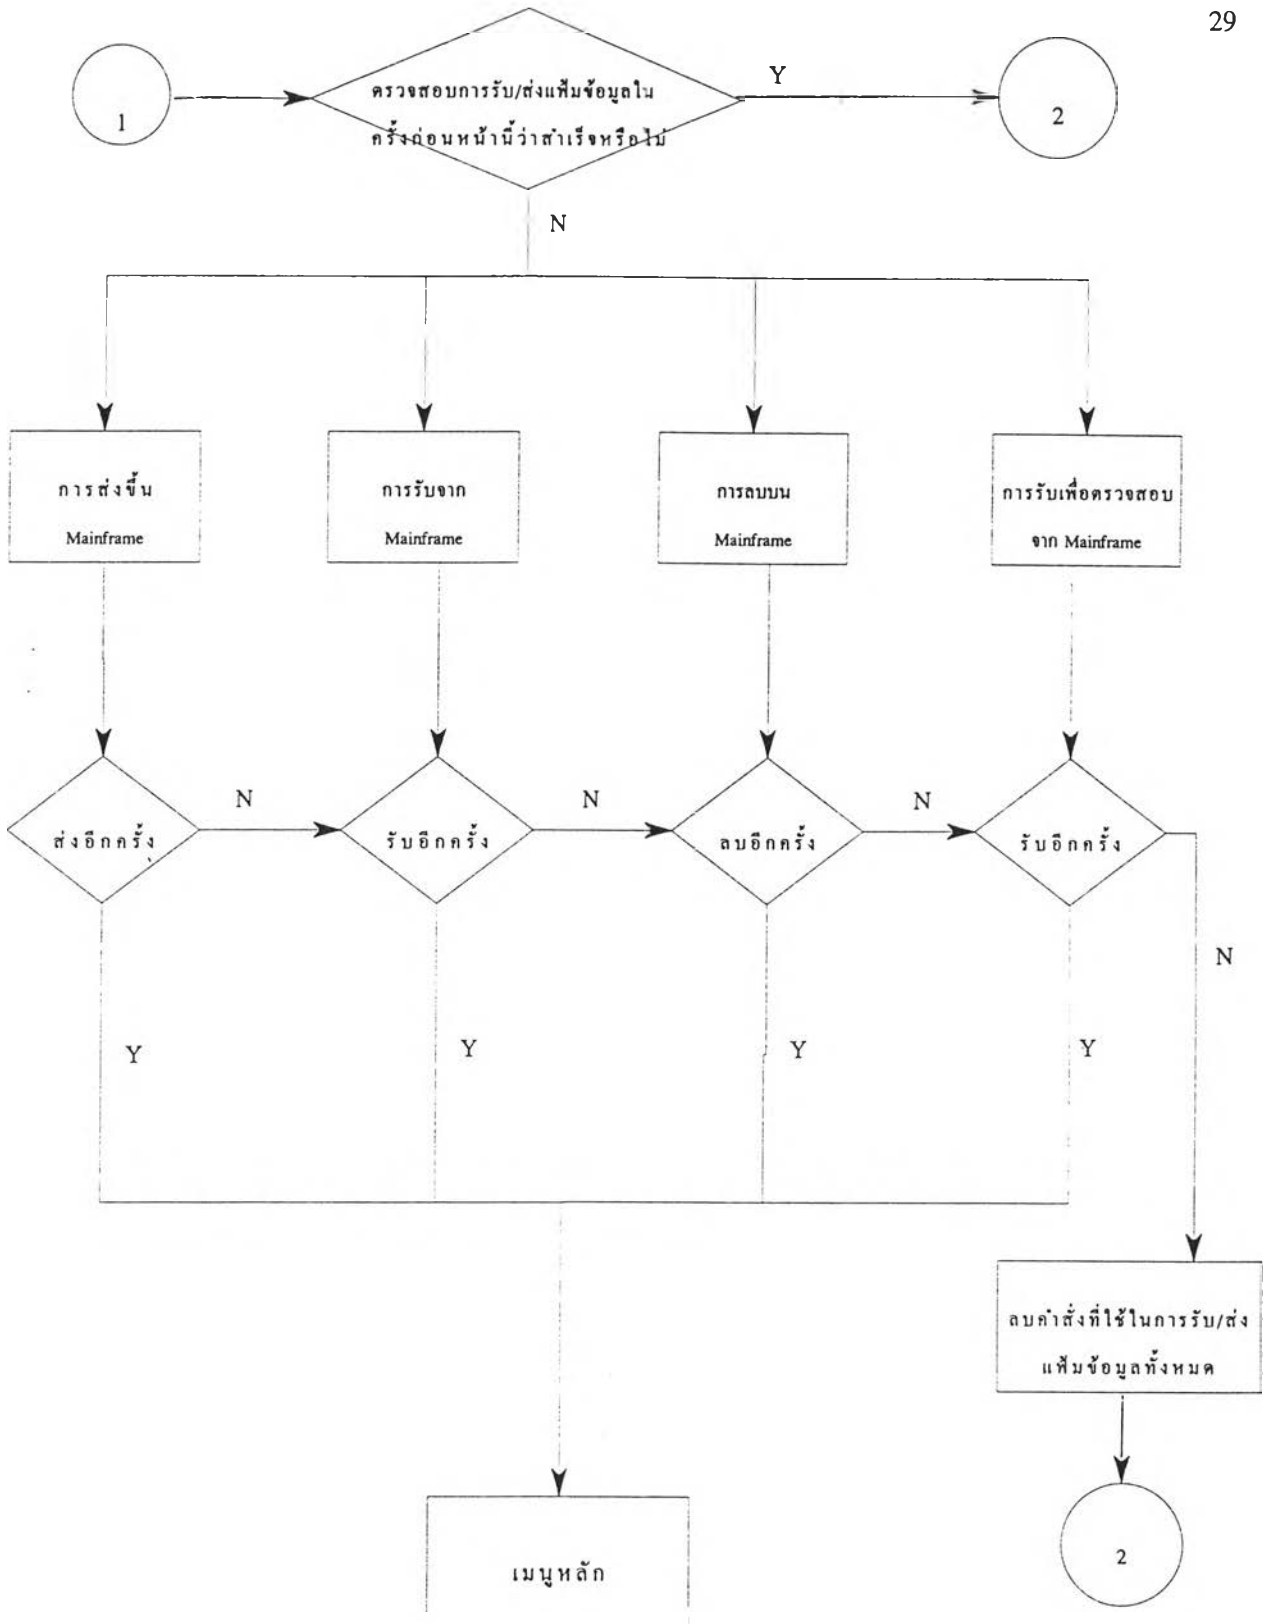 29
1
ตรวจสอบการรับ/ส่งแฟ้มข้อมูลใน
ครั้งก่อนหน้านี้ว่าสำเร็จหรือไม่
Y
2
N
การส่งขึ้น
Mainframe
การรับจาก
Mainframe
การลบบน
Mainframe
การรับเพื่อตรวจสอบ
จาก Mainframe
ส่งอีกครั้ง
N
รับอีกครั้ง
N
ลบอีกครั้ง
N
รับอีกครั้ง
N
Y
Y
Y
Y
ลบคำสั่งที่ใช้ในการรับ/ส่ง
แฟ้มข้อมูลทั้งหมด
2
เมนูหลัก